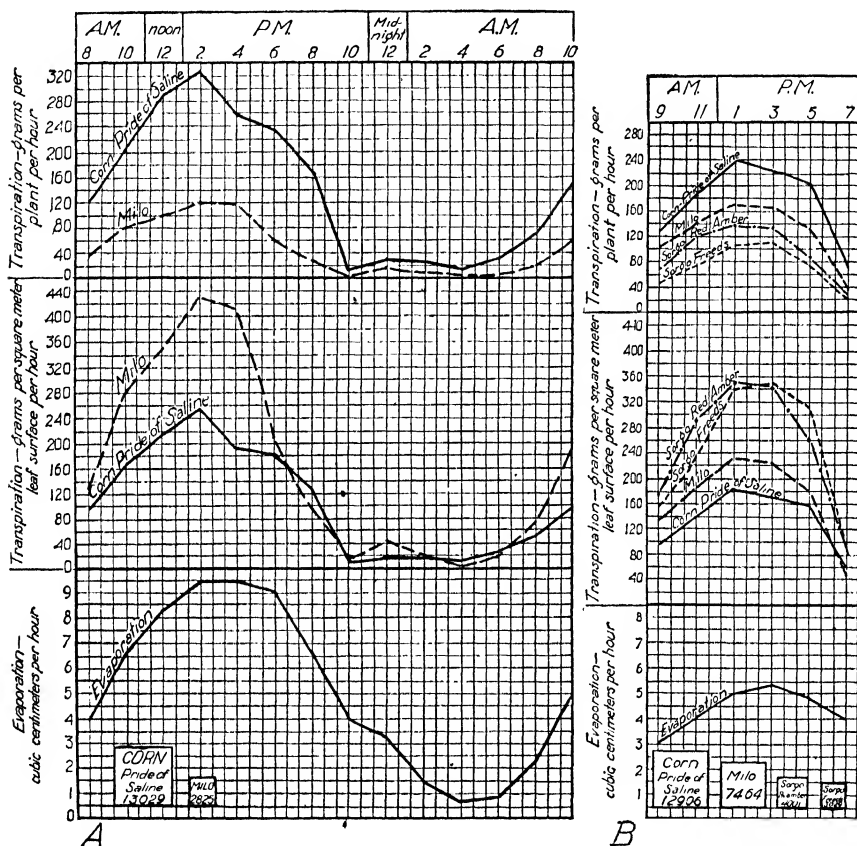 A.M. noon P.M. Mid-night A.M.
8 10 12 2 4 6 8 10 12 2 4 6 8 10
Transpiration—grams per
plant per hour
320
280
240
200
160
120
80
40
0
Corn Pride of Saline
Milo
Transpiration—grams per square meter
leaf surface per hour
440
400
360
320
280
240
200
160
120
80
40
0
Milo
Corn Pride of Saline
Evaporation—
cubic centimeters per hour
9
8
7
6
5
4
3
2
1
0
Evaporation
CORN
Pride of
Saline
13029
MILO
2825
A
A.M. P.M.
9 11 1 3 5 7
Transpiration—grams per
plant per hour
280
240
200
160
120
80
40
0
Corn-Pride of Saline
Milo
Sorgo Red Amber
Sorgo Freeds
Transpiration—grams per square meter
leaf surface per hour
440
400
360
320
280
240
200
160
120
80
40
Sorgo Red Amber
Sorgo Freeds
Milo
Corn Pride of Saline
Evaporation—
cubic centimeters per hour
8
7
6
5
4
3
2
1
Evaporation
Corn
Pride of
Saline
12906
Milo
7464
Sorgo
B